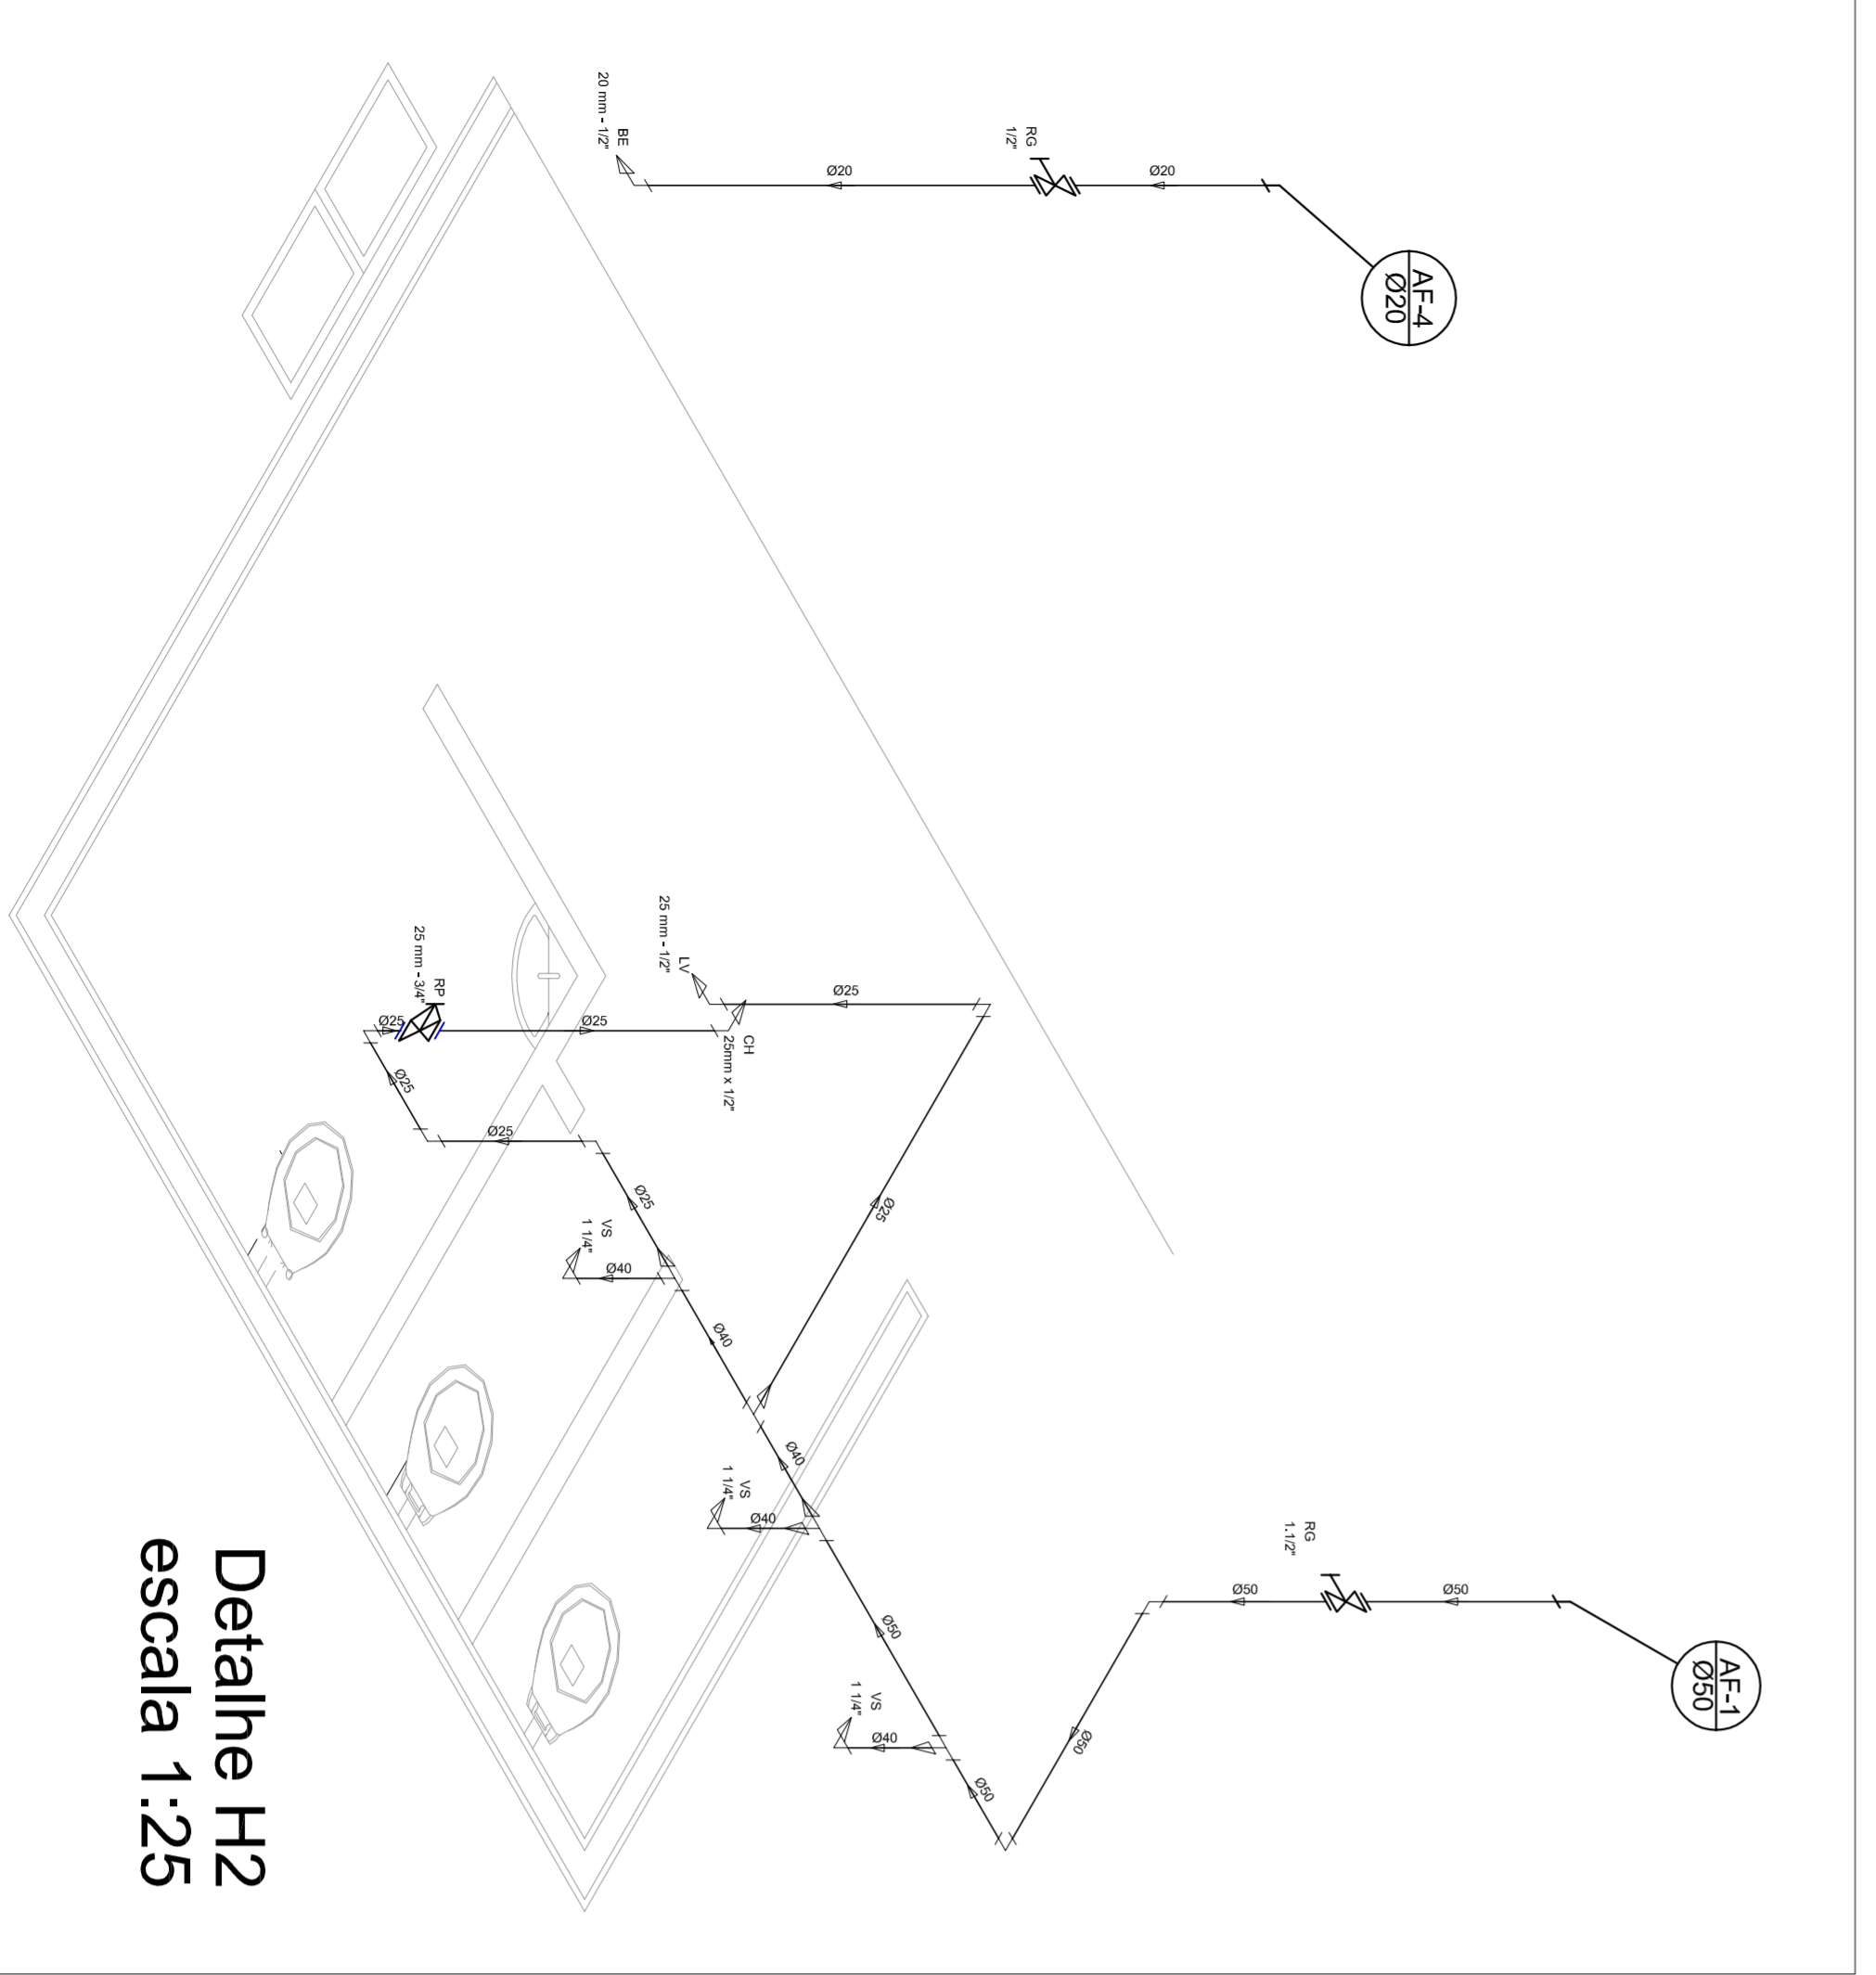 AF-1
Ø50
AF-4
Ø20
Ø50
RG
1.1/2"
Ø50
Ø20
Ø50
RG
1/2"
Ø50
Ø50
Ø25
VS
1 1/4"
Ø40
Ø25
Ø20
Ø40
Ø40
VS
1 1/4"
CH
25mm x 1/2"
Ø40
LV
25 mm - 1/2"
Ø25
BE
20 mm - 1/2"
Ø40
VS
1 1/4"
Ø25
Ø25
RP
25 mm - 3/4"
Ø25
Ø25
Detalhe H2
escala 1:25